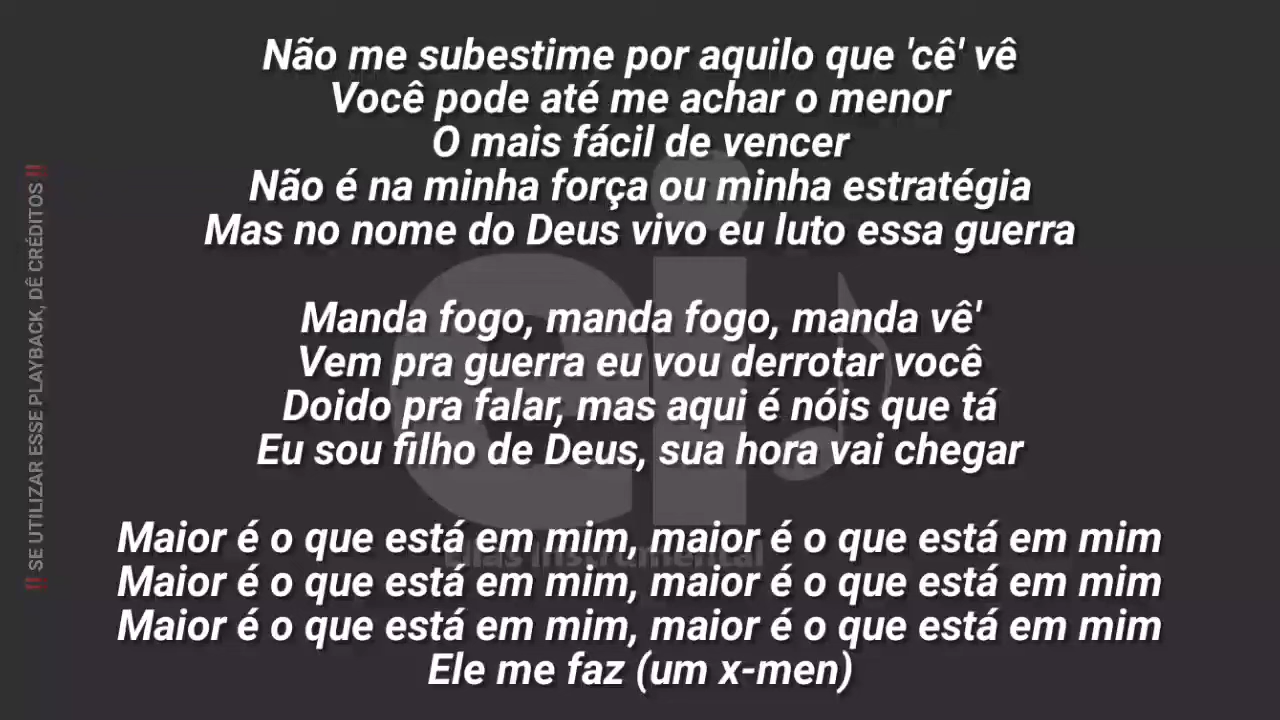 Não me subestime por aquilo que 'cê' vê
Você pode até me achar o menor
O mais fácil de vencer
Não é na minha força ou minha estratégia
Mas no nome do Deus vivo eu luto essa guerra
Manda fogo, manda fogo, manda vê'
Vem pra guerra eu vou derrotar você
Doido pra falar, mas aqui é nóis que tá
Eu sou filho de Deus, sua hora vai chegar
Maior é o que está em mim, maior é o que está em mim
Maior é o que está em mim, maior é o que está em mim
Maior é o que está em mim, maior é o que está em mim
Ele me faz (um x-men)
|| SE UTILIZAR ESSE PLAYBACK, DÊ CRÉDITOS ||
Instrumental